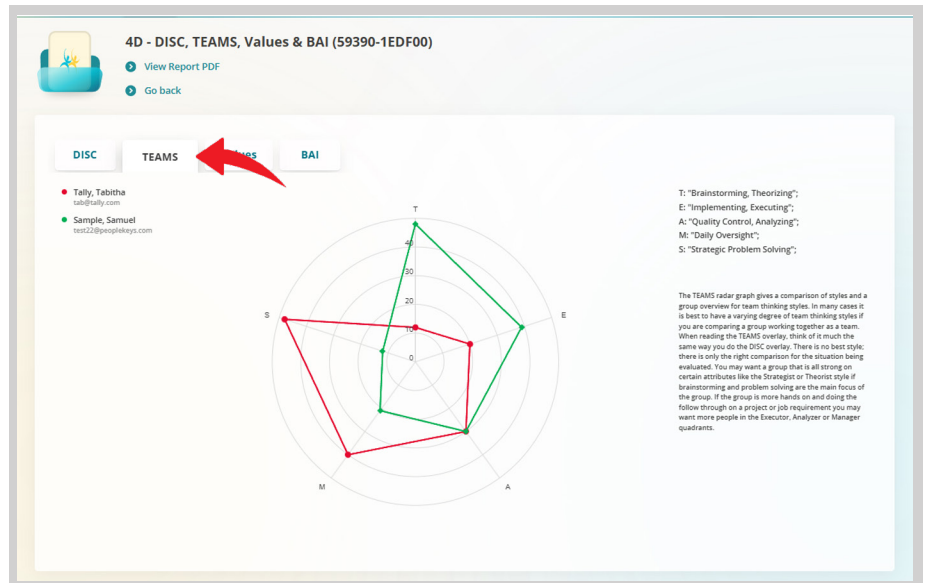 4D - DISC, TEAMS, Values & BAI (59390-1EDF00)
View Report PDF
Go back
DISC
TEAMS
ues
BAI
Tally, Tabitha
tab@tally.com
Sample, Samuel
test22@peoplekeys.com
T
40
30
20
10
0
S
E
M
A
T: "Brainstorming, Theorizing";
E: "Implementing, Executing";
A: "Quality Control, Analyzing";
M: "Daily Oversight";
S: "Strategic Problem Solving";
The TEAMS radar graph gives a comparison of styles and a
group overview for team thinking styles. In many cases it
is best to have a varying degree of team thinking styles if
you are comparing a group working together as a team.
When reading the TEAMS overlay, think of it much the
same way you do the DISC overlay. There is no best style;
there is only the right comparison for the situation being
evaluated. You may want a group that is all strong on
certain attributes like the Strategist or Theorist style if
brainstorming and problem solving are the main focus of
the group. If the group is more hands on and doing the
follow through on a project or job requirement you may
want more people in the Executor, Analyzer or Manager
quadrants.